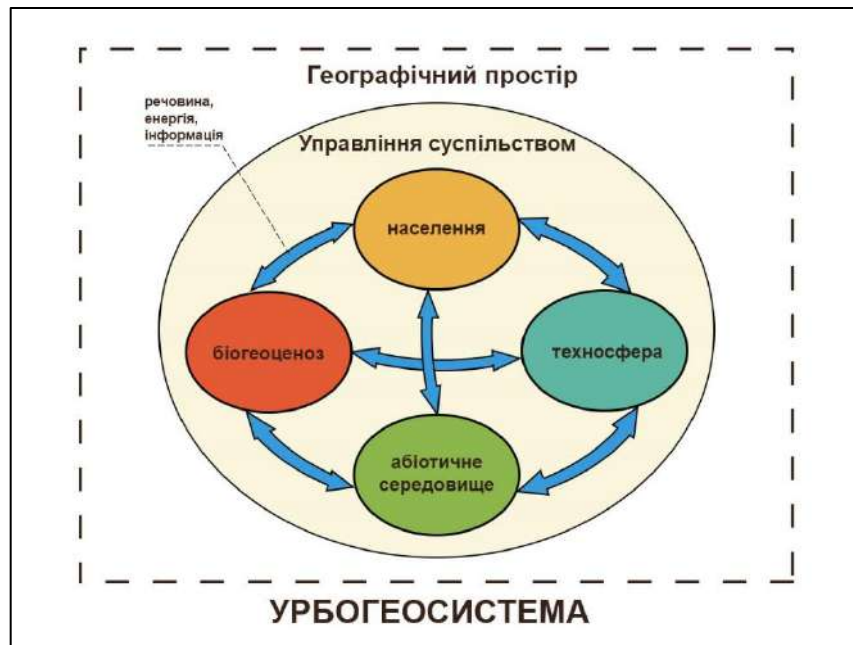 Географічний простір
речовина,
енергія,
інформація
Управління суспільством
населення
біогеоценоз
техносфера
абіотичне
середовище
УРБОГЕОСИСТЕМА